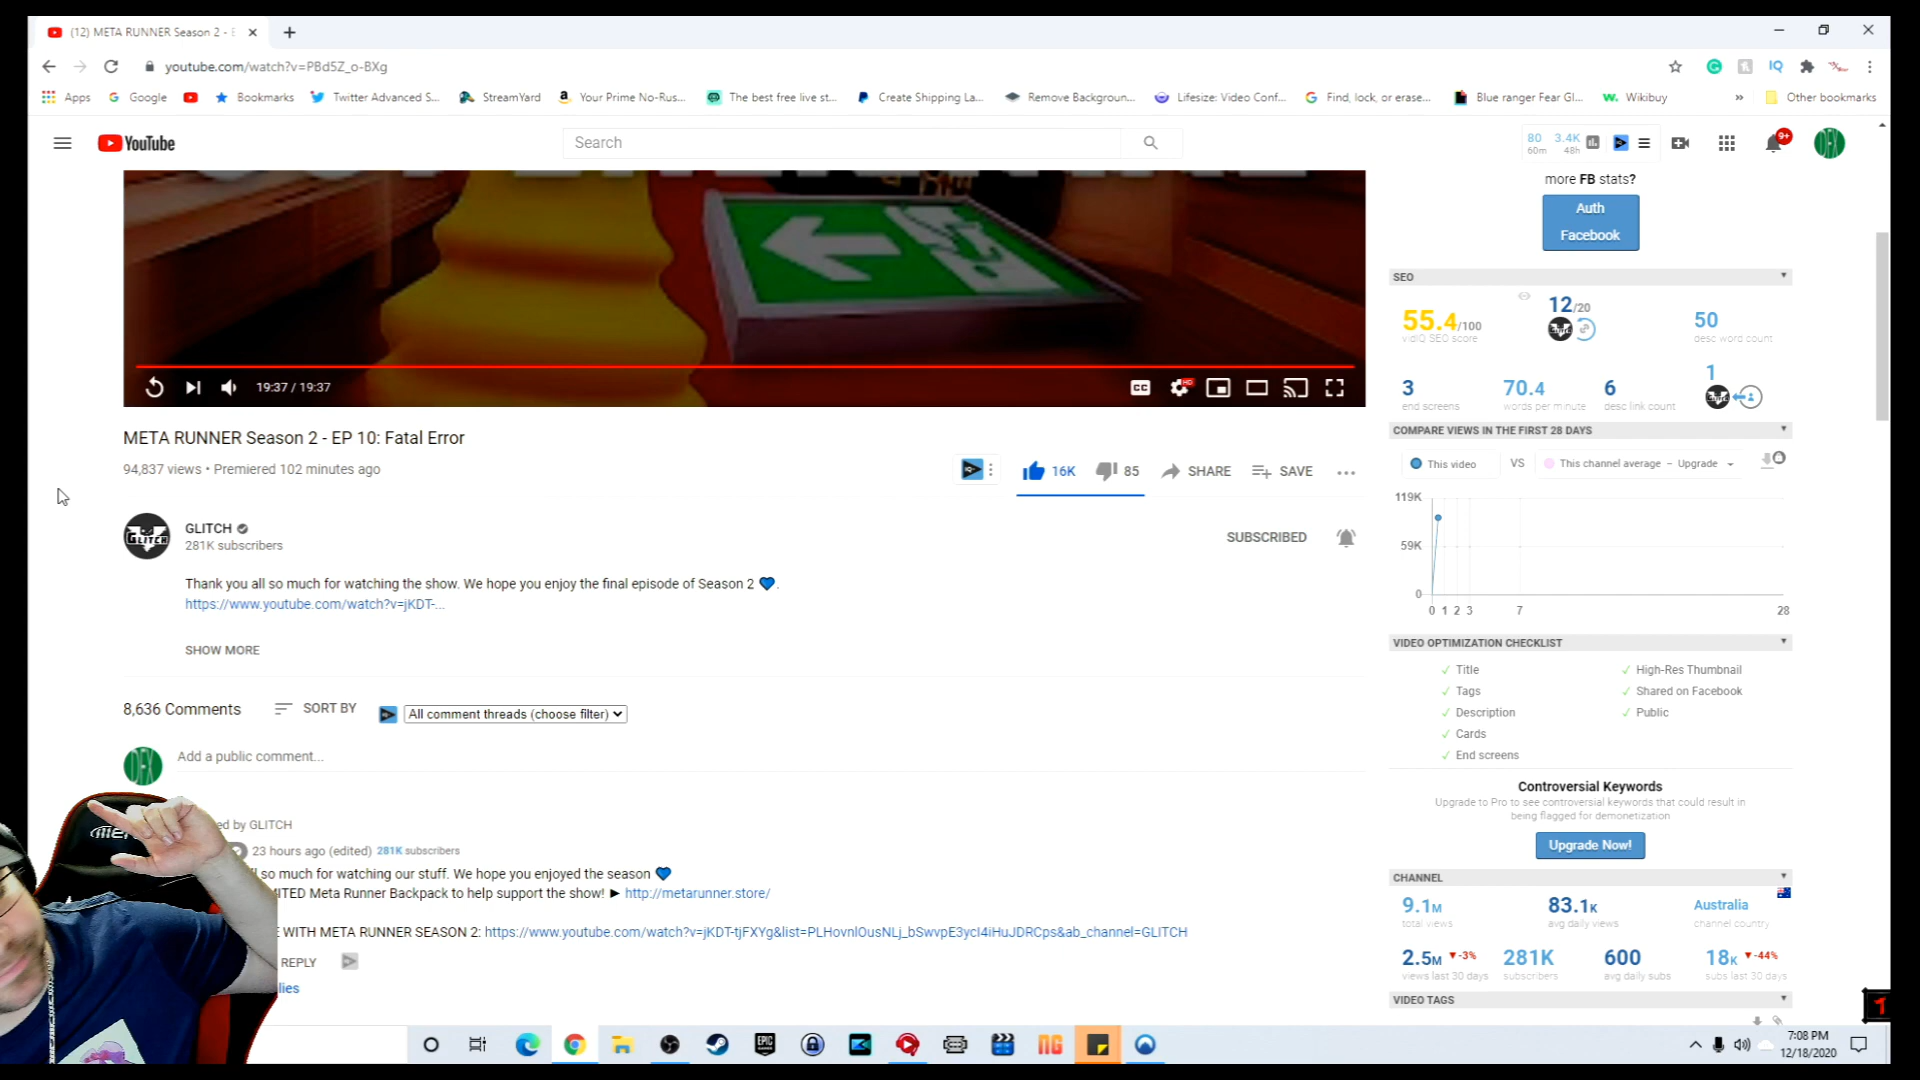 (12) META RUNNER Season 2 -
youtube.com/watch?v=PBd5Z_o-BXg
Apps Google Bookmarks Twitter Advanced S... StreamYard Your Prime No-Rus... The best free live st... Create Shipping La... Remove Backgroun... Lifesize: Video Conf... Find, lock, or erase... Blue ranger Fear Gl... Wikibuy » Other bookmarks
YouTube
Search
80 3.4K
60m 48h
9+
more FB stats?
Auth
Facebook
19:37 / 19:37
CC
HD
META RUNNER Season 2 - EP 10: Fatal Error
94,837 views • Premiered 102 minutes ago
16K 85 SHARE SAVE ...
GLITCH
281K subscribers
SUBSCRIBED
Thank you all so much for watching the show. We hope you enjoy the final episode of Season 2 💙.
https://www.youtube.com/watch?v=jKDT-...
SHOW MORE
8,636 Comments SORT BY All comment threads (choose filter)
DFX
Add a public comment...
ed by GLITCH
23 hours ago (edited) 281K subscribers
l so much for watching our stuff. We hope you enjoyed the season 💙
MITED Meta Runner Backpack to help support the show! ► http://metarunner.store/
E WITH META RUNNER SEASON 2: https://www.youtube.com/watch?v=jKDT-tjFXYg&list=PLHovnlOusNLj_bSwvpE3ycI4iHuJDRCps&ab_channel=GLITCH
REPLY
lies
SEO
55.4/100
vidIQ SEO score
12/20
50
desc word count
3
end screens
70.4
words per minute
6
desc link count
1
COMPARE VIEWS IN THE FIRST 28 DAYS
This video VS This channel average – Upgrade
119K
59K
0
0 1 2 3 7 28
VIDEO OPTIMIZATION CHECKLIST
✓ Title ✓ High-Res Thumbnail
✓ Tags ✓ Shared on Facebook
✓ Description ✓ Public
✓ Cards
✓ End screens
Controversial Keywords
Upgrade to Pro to see controversial keywords that could result in
being flagged for demonetization
Upgrade Now!
CHANNEL
9.1M
total views
83.1K
avg daily views
Australia
channel country
2.5M ▼-3%
views last 30 days
281K
subscribers
600
avg daily subs
18K ▼-44%
subs last 30 days
VIDEO TAGS
1
7:08 PM
12/18/2020